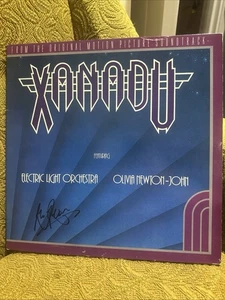 FROM THE ORIGINAL MOTION PICTURE SOUNDTRACK
XANADU
FEATURING
ELECTRIC LIGHT ORCHESTRA OLIVIA NEWTON-JOHN